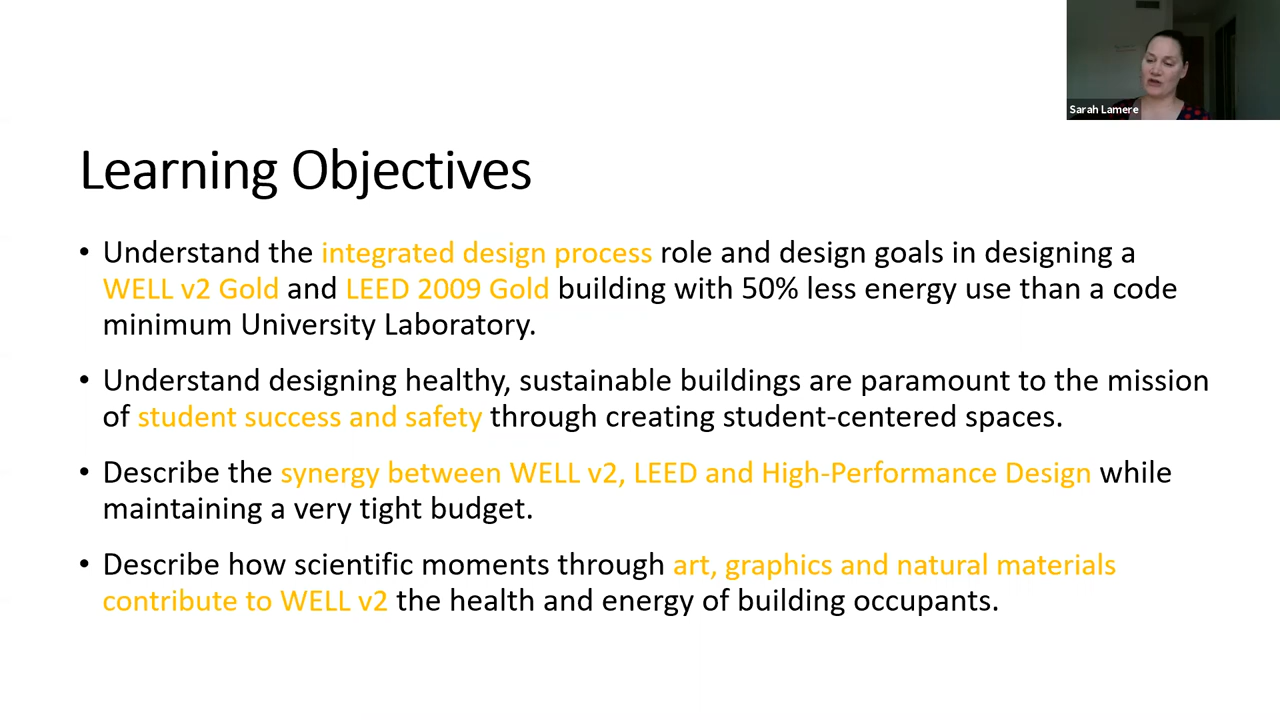 Sarah Lamere
Learning Objectives
• Understand the integrated design process role and design goals in designing a
WELL v2 Gold and LEED 2009 Gold building with 50% less energy use than a code
minimum University Laboratory.
• Understand designing healthy, sustainable buildings are paramount to the mission
of student success and safety through creating student-centered spaces.
• Describe the synergy between WELL v2, LEED and High-Performance Design while
maintaining a very tight budget.
• Describe how scientific moments through art, graphics and natural materials
contribute to WELL v2 the health and energy of building occupants.